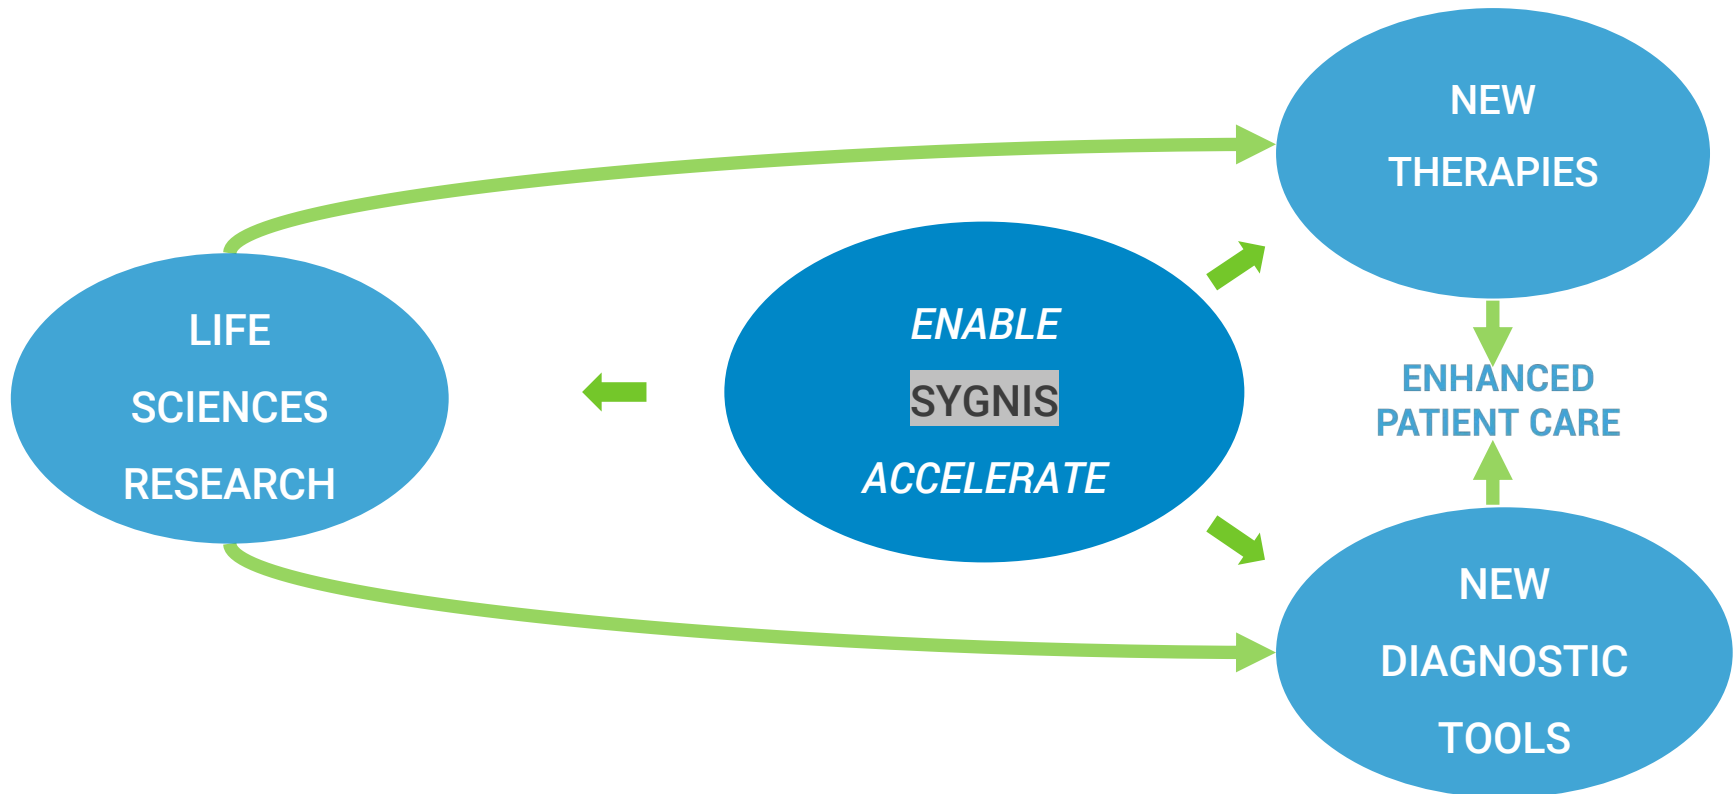 NEW
THERAPIES
LIFE
SCIENCES
RESEARCH
ENABLE
SYGNIS
ACCELERATE
ENHANCED
PATIENT CARE
NEW
DIAGNOSTIC
TOOLS